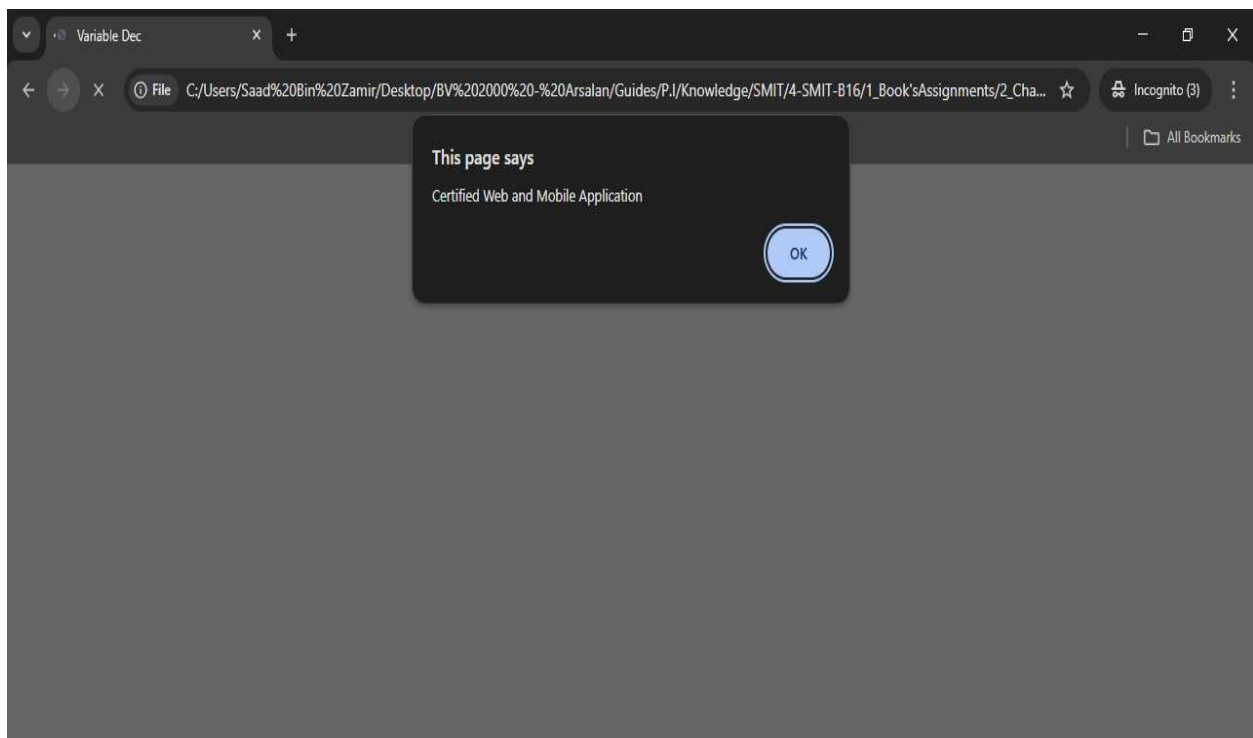 Variable Dec
File C:/Users/Saad%20Bin%20Zamir/Desktop/BV%202000%20-%20Arsalan/Guides/P.I/Knowledge/SMIT/4-SMIT-B16/1_Book'sAssignments/2_Cha...
Incognito (3)
All Bookmarks
This page says
Certified Web and Mobile Application
OK